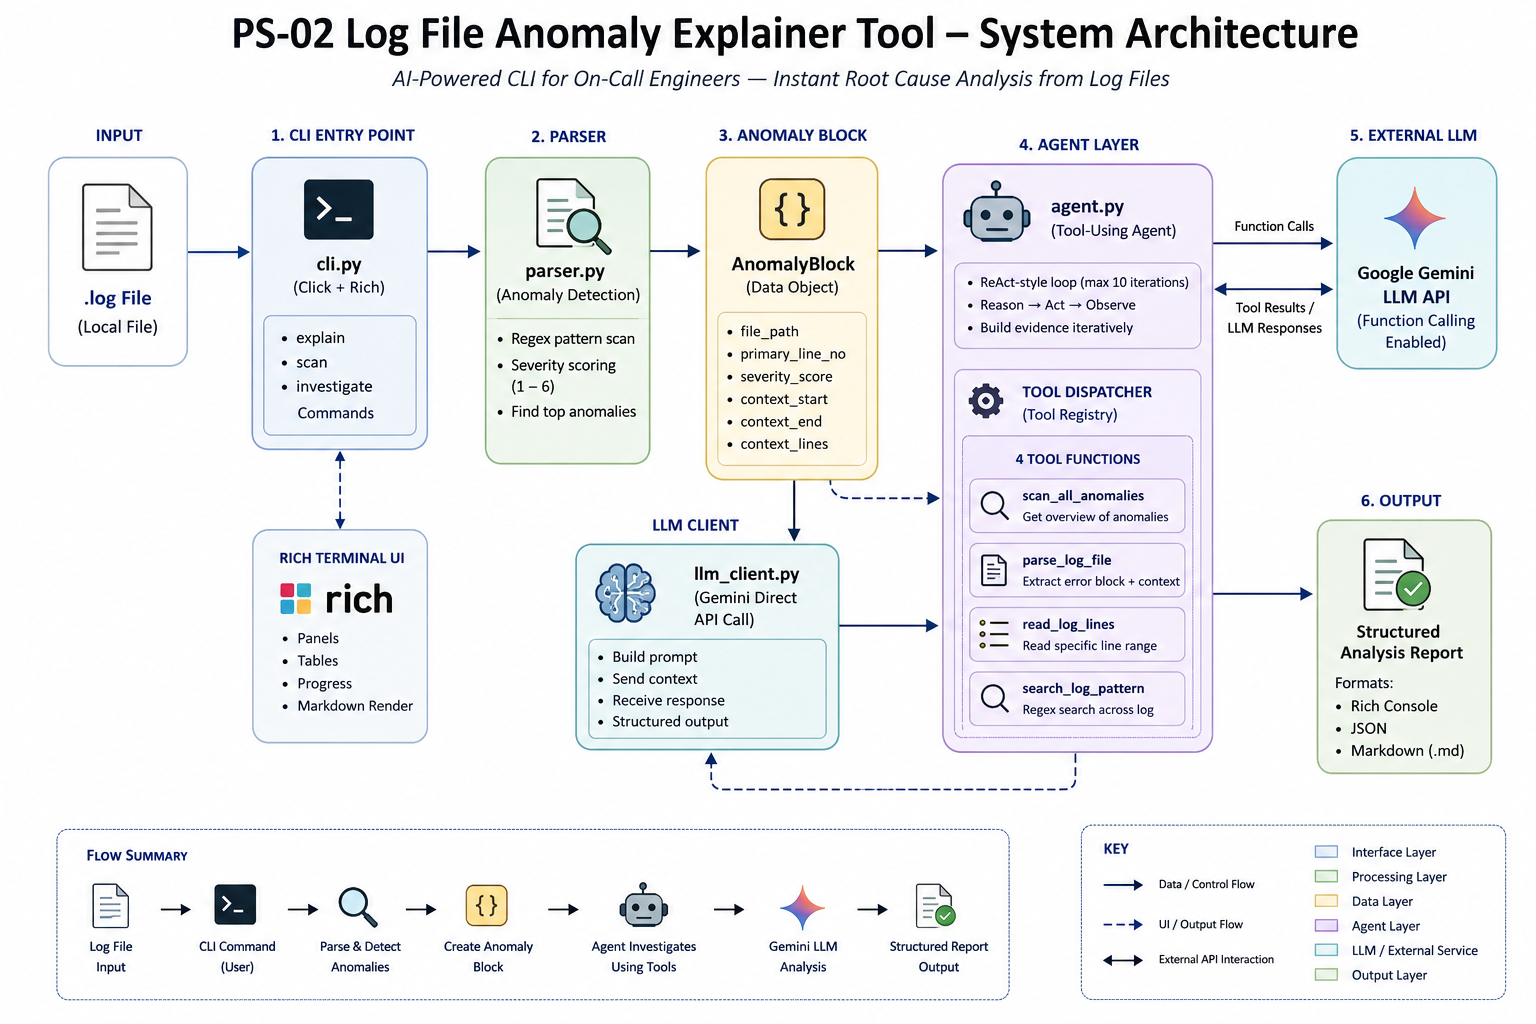 PS-02 Log File Anomaly Explainer Tool – System Architecture
AI-Powered CLI for On-Call Engineers — Instant Root Cause Analysis from Log Files
INPUT
.log File
(Local File)
1. CLI ENTRY POINT
>_
cli.py
(Click + Rich)
• explain
• scan
• investigate
Commands
RICH TERMINAL UI
rich
• Panels
• Tables
• Progress
• Markdown Render
2. PARSER
parser.py
(Anomaly Detection)
• Regex pattern scan
• Severity scoring
(1 – 6)
• Find top anomalies
3. ANOMALY BLOCK
{}
AnomalyBlock
(Data Object)
• file_path
• primary_line_no
• severity_score
• context_start
• context_end
• context_lines
LLM CLIENT
llm_client.py
(Gemini Direct
API Call)
• Build prompt
• Send context
• Receive response
• Structured output
4. AGENT LAYER
agent.py
(Tool-Using Agent)
• ReAct-style loop (max 10 iterations)
• Reason → Act → Observe
• Build evidence iteratively
TOOL DISPATCHER
(Tool Registry)
4 TOOL FUNCTIONS
scan_all_anomalies
Get overview of anomalies
parse_log_file
Extract error block + context
read_log_lines
Read specific line range
search_log_pattern
Regex search across log
Function Calls
Tool Results /
LLM Responses
5. EXTERNAL LLM
Google Gemini
LLM API
(Function Calling
Enabled)
6. OUTPUT
Structured
Analysis Report
Formats:
• Rich Console
• JSON
• Markdown (.md)
FLOW SUMMARY
Log File
Input
>_
CLI Command
(User)
Parse & Detect
Anomalies
{}
Create Anomaly
Block
Agent Investigates
Using Tools
Gemini LLM
Analysis
Structured Report
Output
KEY
Data / Control Flow
UI / Output Flow
External API Interaction
Interface Layer
Processing Layer
Data Layer
Agent Layer
LLM / External Service
Output Layer